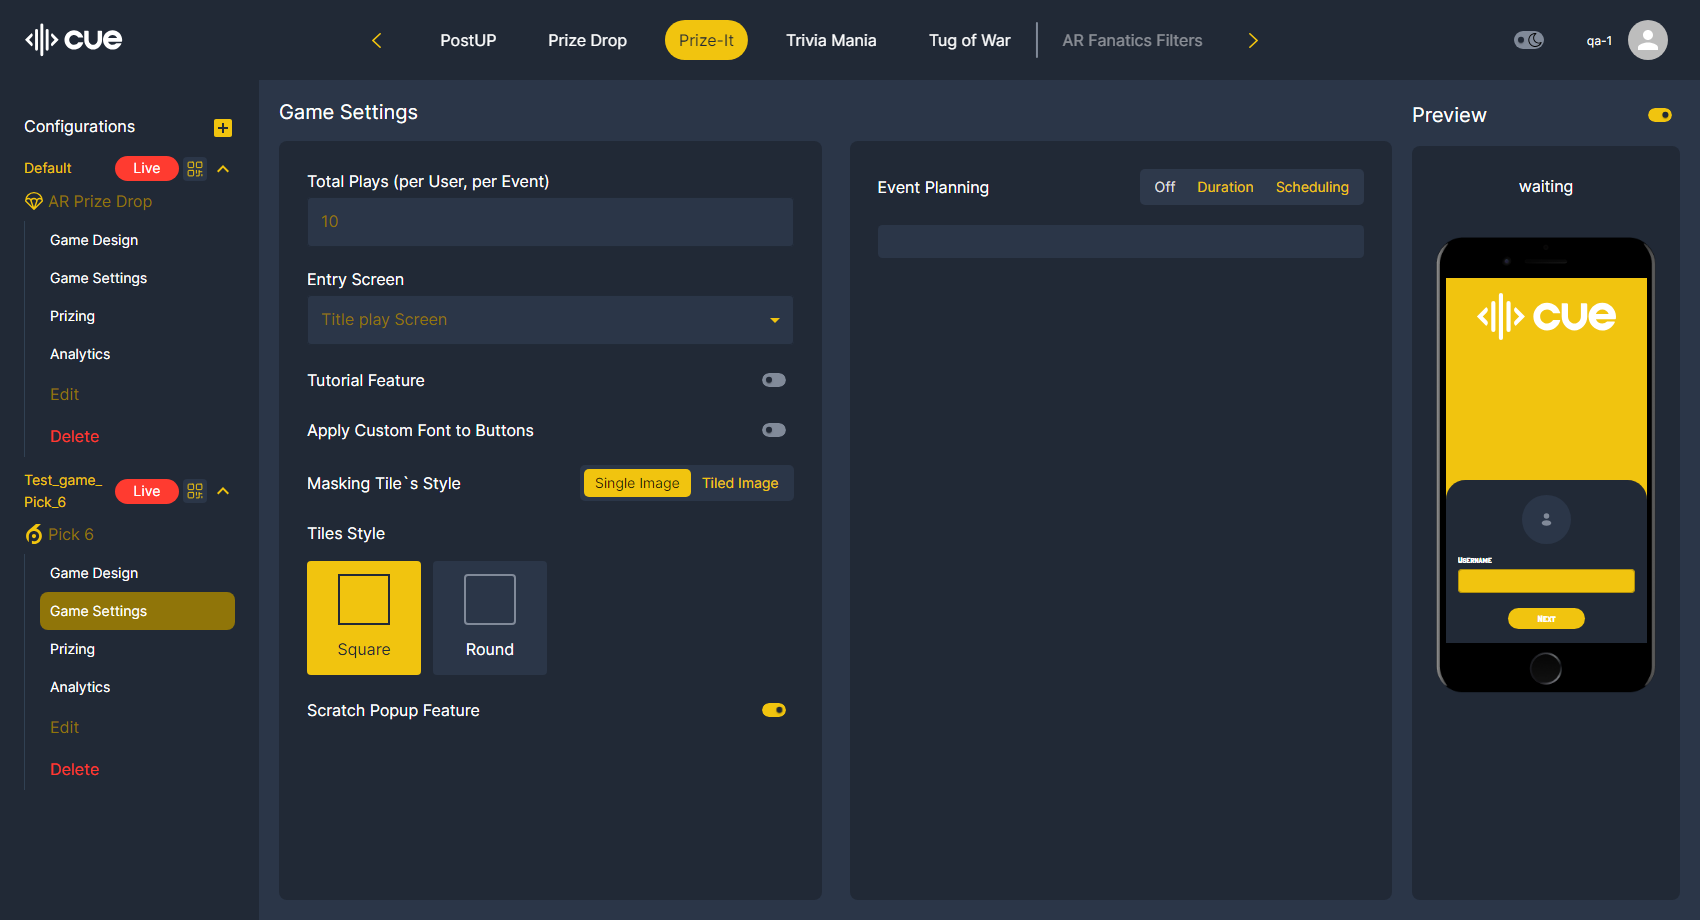 cue
PostUP
Prize Drop
Prize-It
Trivia Mania
Tug of War
AR Fanatics Filters
qa-1
Configurations
Default
Live
AR Prize Drop
Game Design
Game Settings
Prizing
Analytics
Edit
Delete
Test_game_
Pick_6
Live
Pick 6
Game Design
Game Settings
Prizing
Analytics
Edit
Delete
Game Settings
Total Plays (per User, per Event)
10
Entry Screen
Title play Screen
Tutorial Feature
Apply Custom Font to Buttons
Masking Tile`s Style
Single Image
Tiled Image
Tiles Style
Square
Round
Scratch Popup Feature
Event Planning
Off
Duration
Scheduling
Preview
waiting
cue
Username
Next